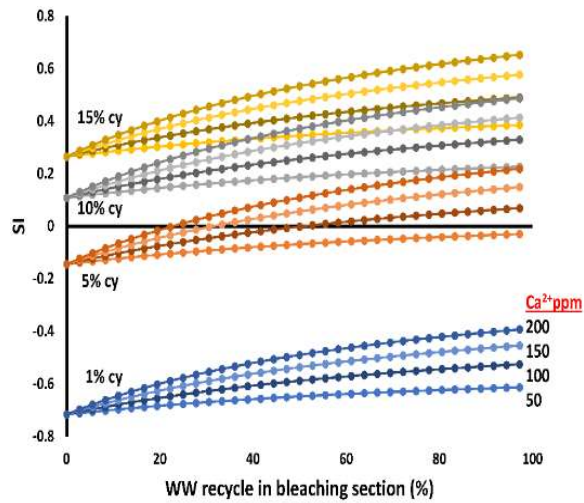 0.8
0.6
15% cy
0.4
0.2
10% cy
SI
0
-0.2
5% cy
Ca²⁺ppm
-0.4
200
1% cy
150
-0.6
100
50
-0.8
0 20 40 60 80 100
WW recycle in bleaching section (%)